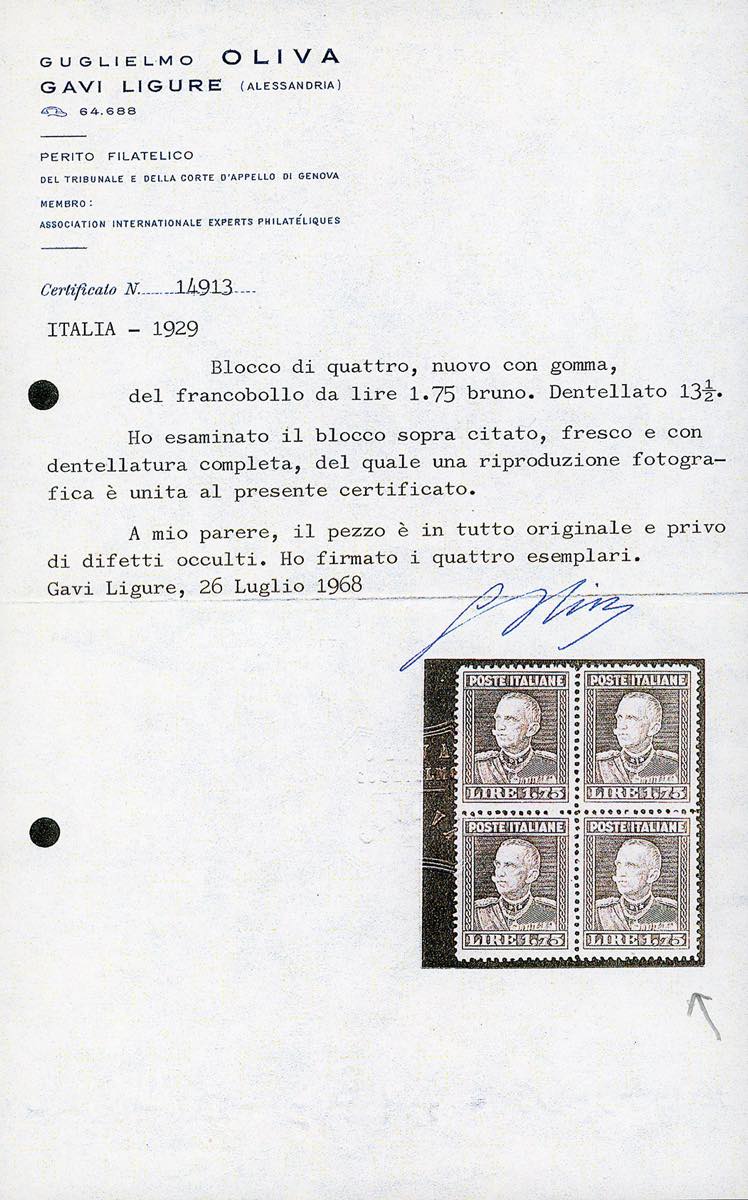 GUGLIELMO OLIVA
GAVI LIGURE (ALESSANDRIA)
64.688
PERITO FILATELICO
DEL TRIBUNALE E DELLA CORTE D'APPELLO DI GENOVA
MEMBRO:
ASSOCIATION INTERNATIONALE EXPERTS PHILATÉLIQUES
Certificato N. 14913
ITALIA - 1929
Blocco di quattro, nuovo con gomma,
del francobollo da lire 1.75 bruno. Dentellato 13½.
Ho esaminato il blocco sopra citato, fresco e con
dentellatura completa, del quale una riproduzione fotogra-
fica è unita al presente certificato.
A mio parere, il pezzo è in tutto originale e privo
di difetti occulti. Ho firmato i quattro esemplari.
Gavi Ligure, 26 Luglio 1968
G Oliva
POSTE ITALIANE POSTE ITALIANE
LIRE 1.75 LIRE 1.75
POSTE ITALIANE POSTE ITALIANE
LIRE 1.75 LIRE 1.75